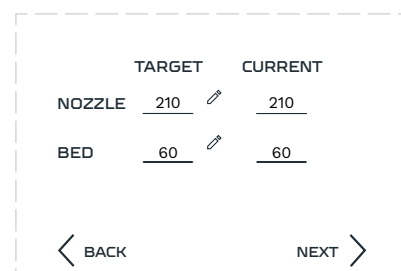 TARGET CURRENT
NOZZLE 210 210
BED 60 60
BACK NEXT